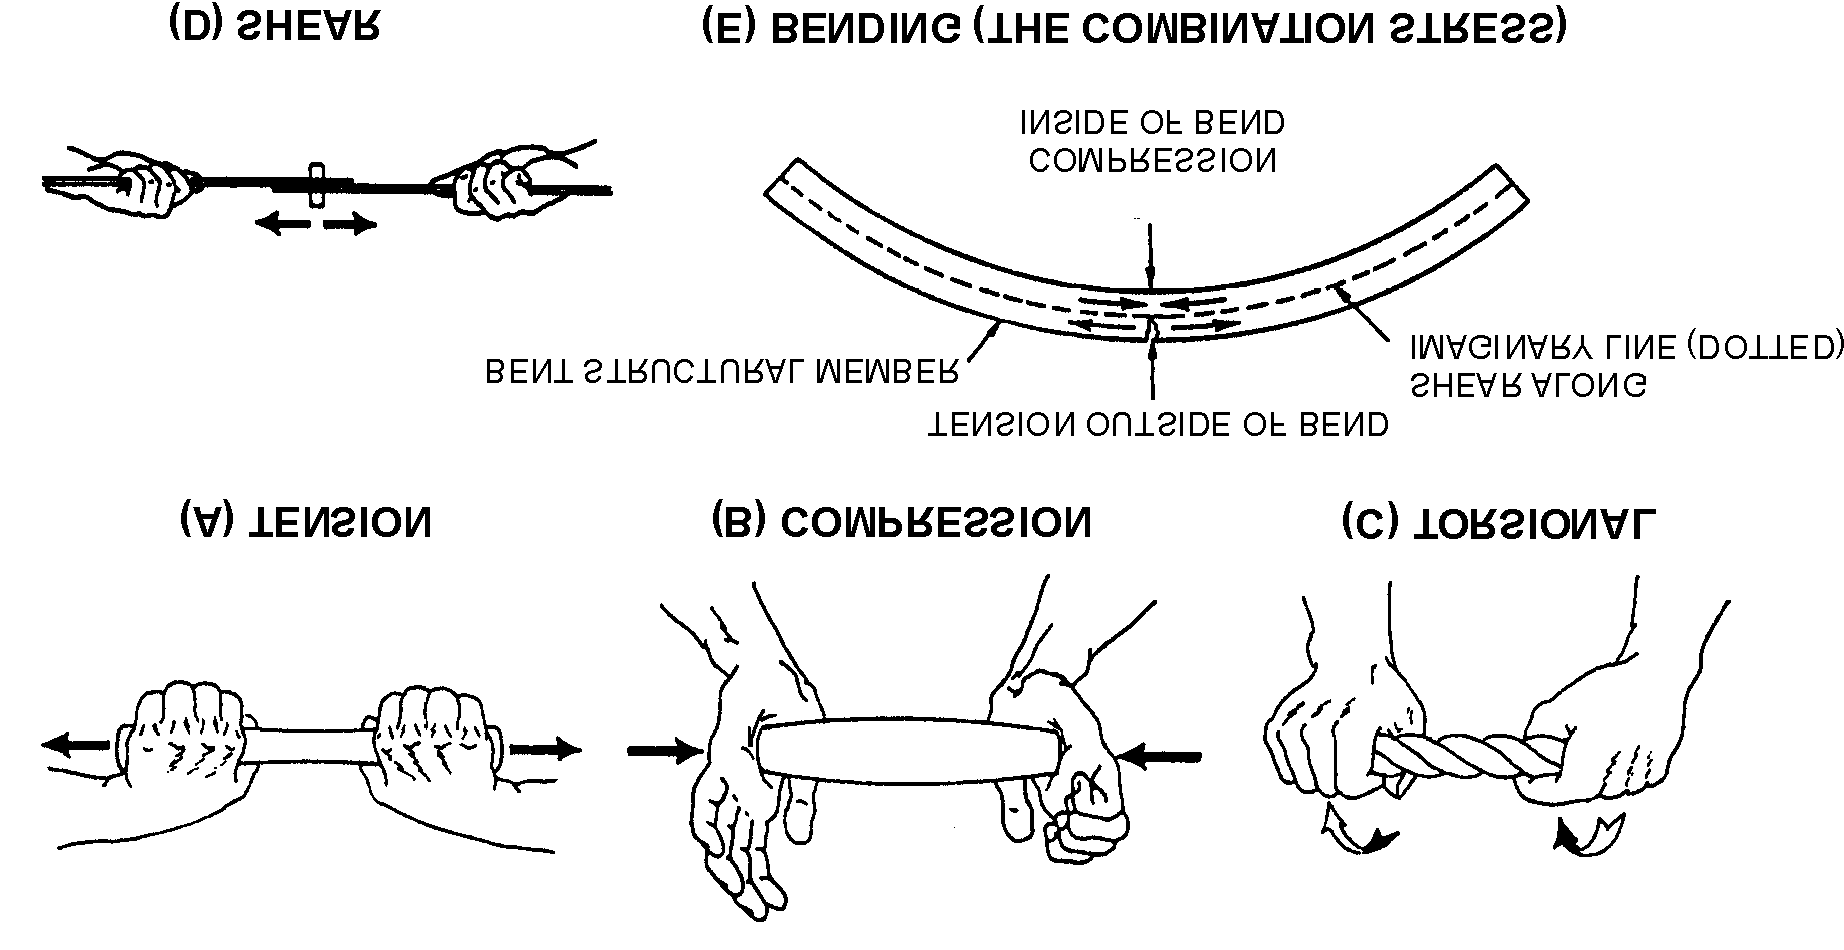 (A) TENSION
(B) COMPRESSION
(C) TORSIONAL
TENSION OUTSIDE OF BEND
SHEAR ALONG
IMAGINARY LINE (DOTTED)
BENT STRUCTURAL MEMBER
COMPRESSION
INSIDE OF BEND
(D) SHEAR
(E) BENDING (THE COMBINATION STRESS)